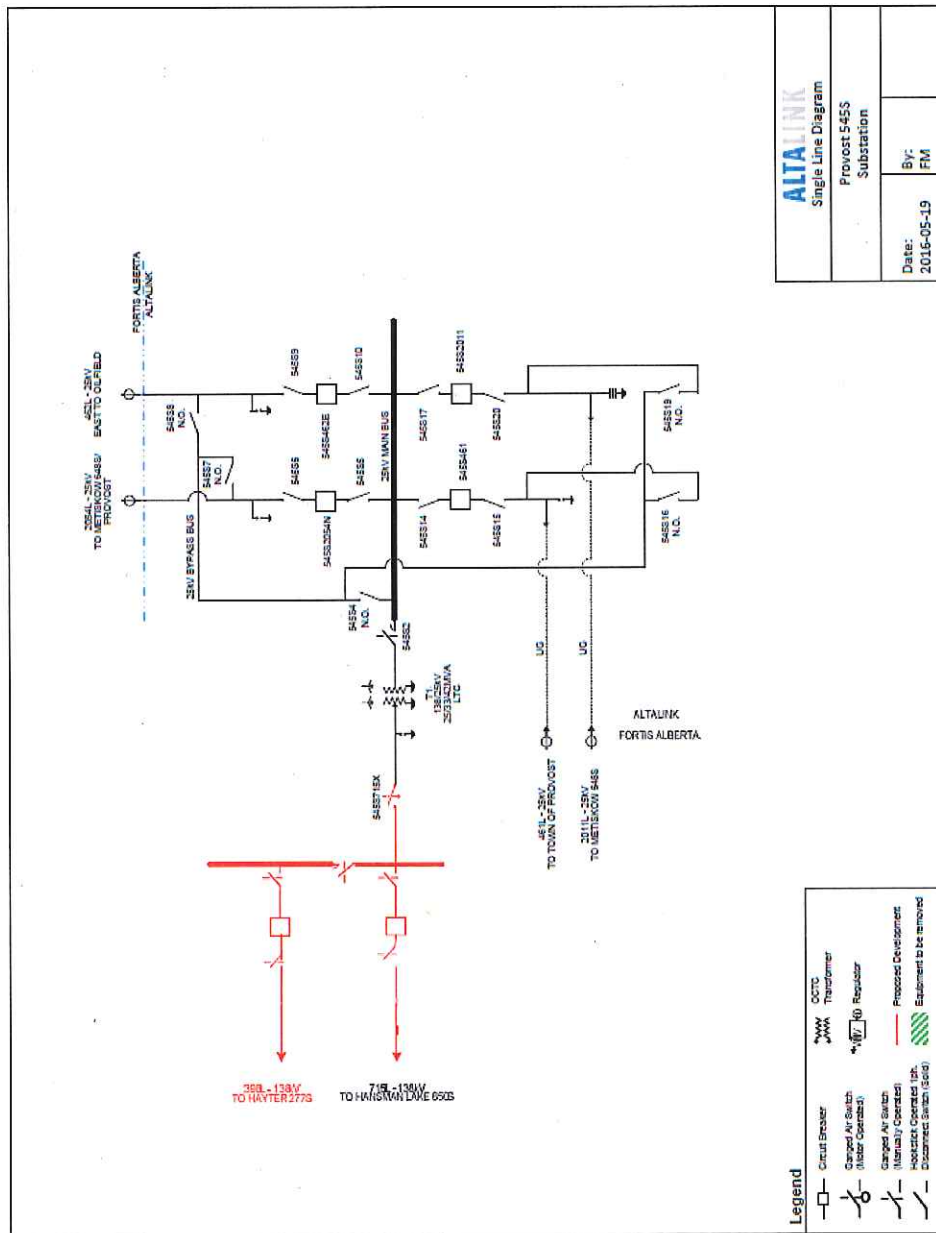 ALTALINK
Single Line Diagram
Provost 545S
Substation
Date:
2016-05-19
By:
FM
FORTIS ALBERTA
ALTALINK
2054L - 25kV
TO METISKOW 648S/
PROVOST
462L - 25kV
EAST TO OILFIELD
545S8
N.O.
545S7
N.O.
25kV BYPASS BUS
545S9
545S462E
545S10
545S6
545S2054N
545S5
25kV MAIN BUS
545S4
N.O.
545S2
545S17
545S2011
545S20
545S14
545S461
545S15
545S19
N.O.
545S16
N.O.
T1
138/25kV
25/33/42MVA
LTC
545S715X
UG
UG
ALTALINK
FORTIS ALBERTA
461L - 25kV
TO TOWN OF PROVOST
2011L - 25kV
TO METISKOW 648S
398L - 138kV
TO HAYTER 277S
715L - 138kV
TO HANSMAN LAKE 650S
Legend
Circuit Breaker
Ganged Air Switch
(Motor Operated)
Ganged Air Switch
(Manually Operated)
Hookstick Operated 1ph.
Disconnect Switch (Solid)
OCTC
Transformer
Regulator
Proposed Development
Equipment to be removed